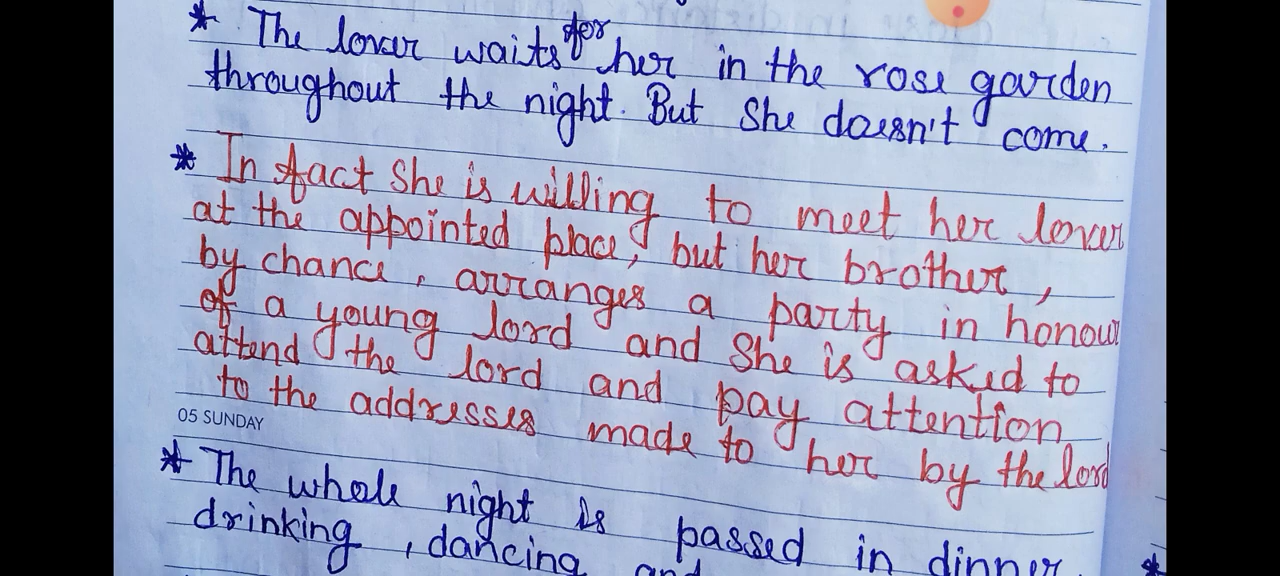 * The lover waits for her in the rose garden
throughout the night. But She doesn't come.
* In fact She is willing to meet her lover
at the appointed place, but her brother,
by chance, arranges a party in honour
of a young lord and She is asked to
attend the lord and pay attention
to the addresses made to her by the lord
05 SUNDAY
* The whole night is passed in dinner,
drinking, dancing and